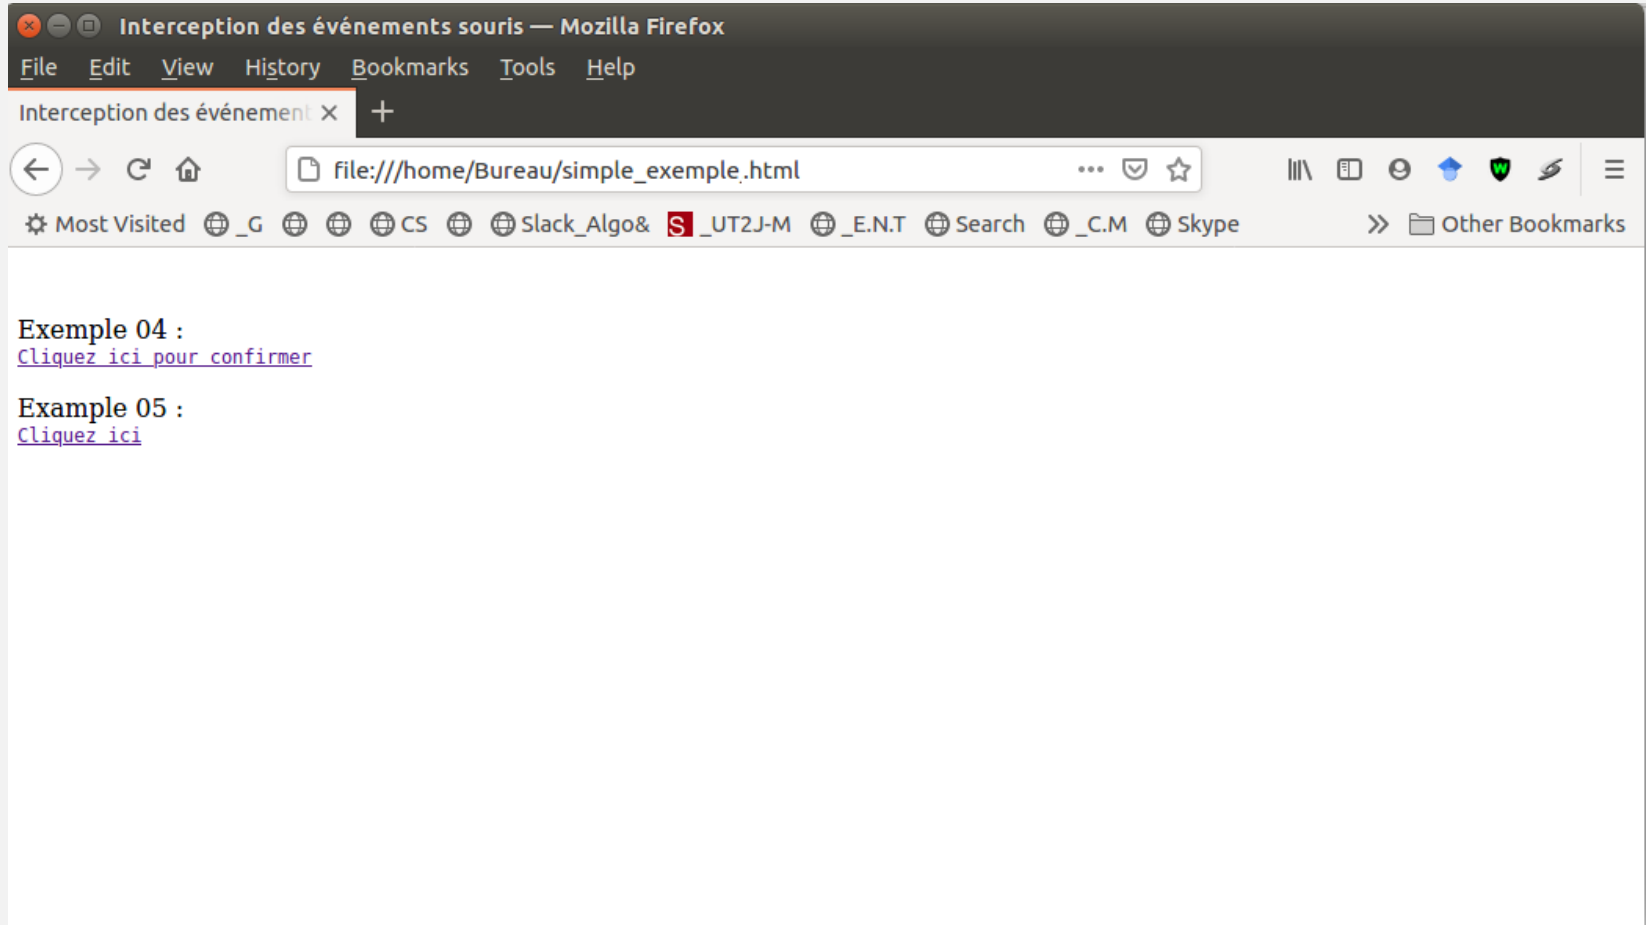 Interception des événements souris — Mozilla Firefox
File Edit View History Bookmarks Tools Help
Interception des événement
file:///home/Bureau/simple_exemple.html
Most Visited _G CS Slack_Algo& S _UT2J-M _E.N.T Search _C.M Skype Other Bookmarks
Exemple 04 :
Cliquez ici pour confirmer
Example 05 :
Cliquez ici